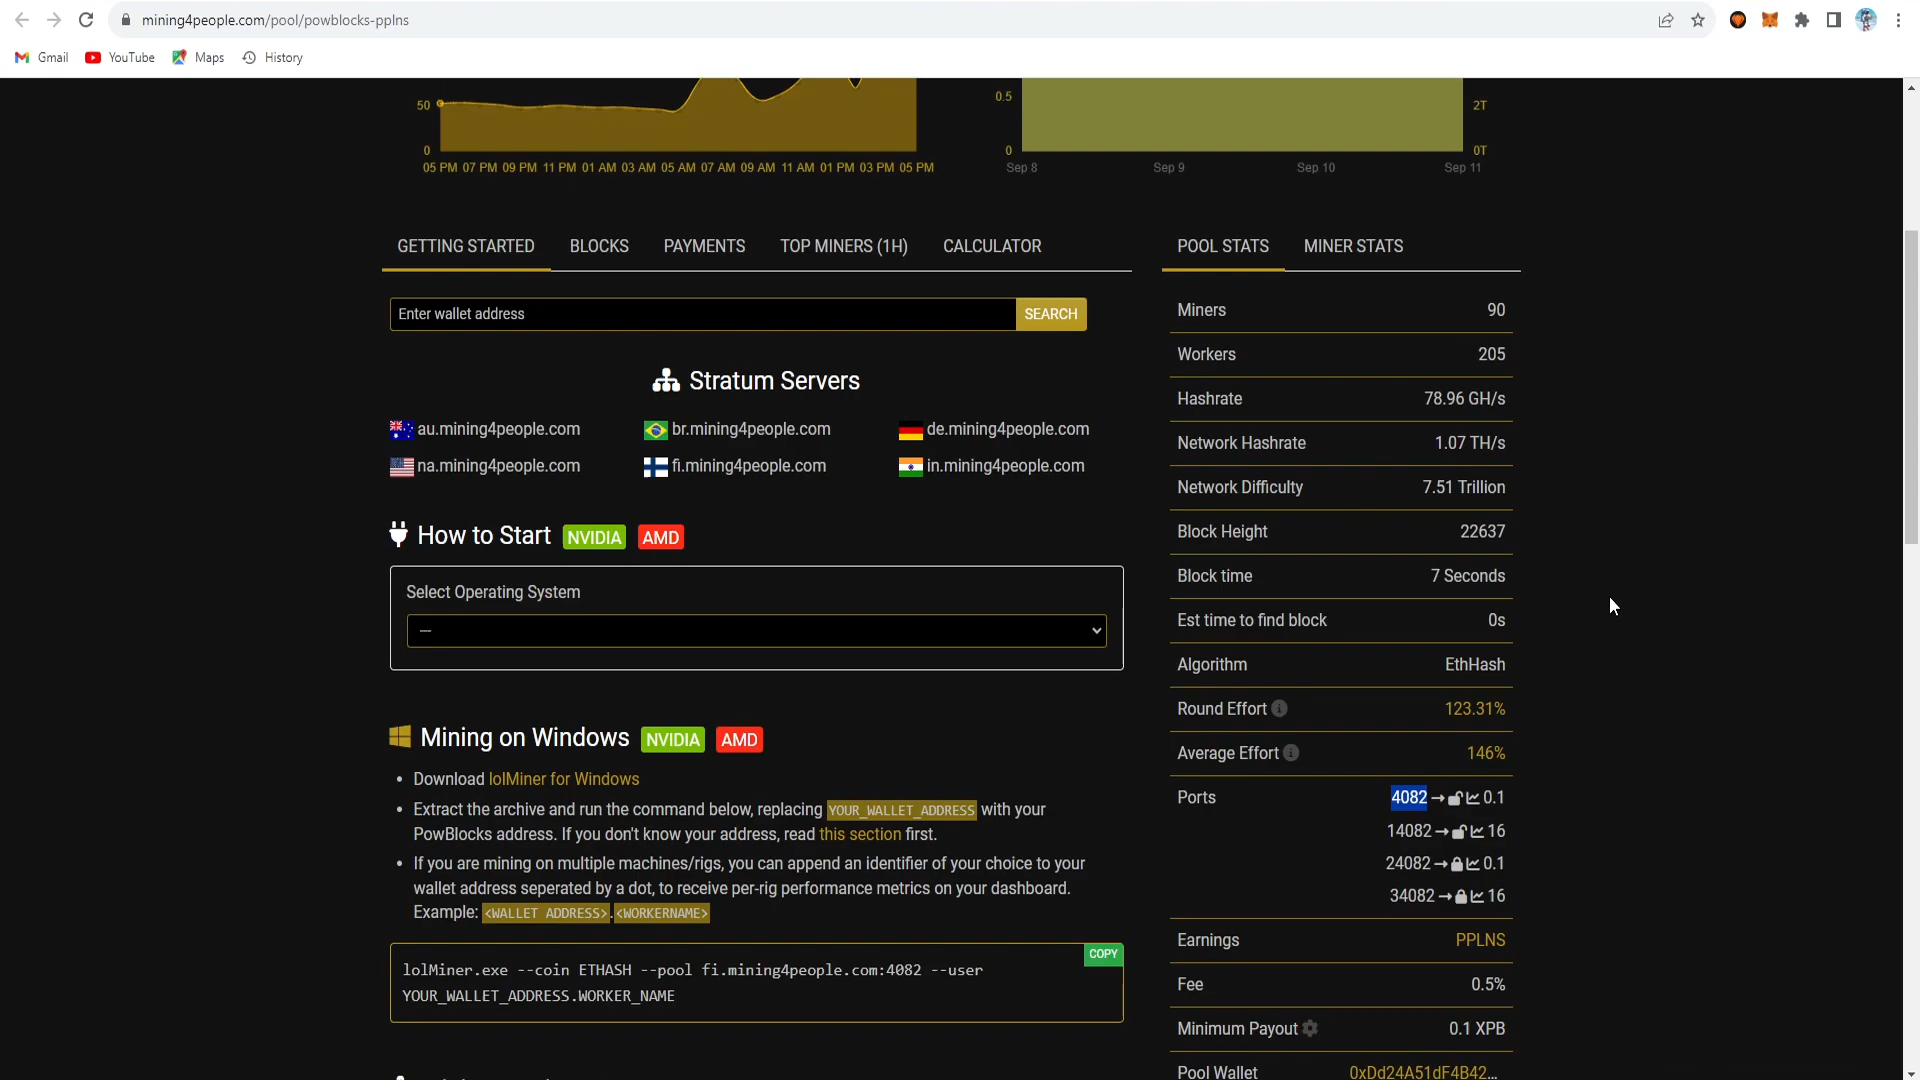 mining4people.com/pool/powblocks-pplns
Gmail YouTube Maps History
50
0
05 PM 07 PM 09 PM 11 PM 01 AM 03 AM 05 AM 07 AM 09 AM 11 AM 01 PM 03 PM 05 PM
0.5
0
2T
0T
Sep 8 Sep 9 Sep 10 Sep 11
GETTING STARTED BLOCKS PAYMENTS TOP MINERS (1H) CALCULATOR
Enter wallet address SEARCH
Stratum Servers
au.mining4people.com br.mining4people.com de.mining4people.com
na.mining4people.com fi.mining4people.com in.mining4people.com
How to Start NVIDIA AMD
Select Operating System
---
Mining on Windows NVIDIA AMD
• Download lolMiner for Windows
• Extract the archive and run the command below, replacing YOUR_WALLET_ADDRESS with your
PowBlocks address. If you don't know your address, read this section first.
• If you are mining on multiple machines/rigs, you can append an identifier of your choice to your
wallet address seperated by a dot, to receive per-rig performance metrics on your dashboard.
Example: <WALLET ADDRESS>.<WORKERNAME>
COPY
lolMiner.exe --coin ETHASH --pool fi.mining4people.com:4082 --user
YOUR_WALLET_ADDRESS.WORKER_NAME
POOL STATS MINER STATS
Miners 90
Workers 205
Hashrate 78.96 GH/s
Network Hashrate 1.07 TH/s
Network Difficulty 7.51 Trillion
Block Height 22637
Block time 7 Seconds
Est time to find block 0s
Algorithm EthHash
Round Effort 123.31%
Average Effort 146%
Ports 4082 → 0.1
14082 → 16
24082 → 0.1
34082 → 16
Earnings PPLNS
Fee 0.5%
Minimum Payout 0.1 XPB
Pool Wallet 0xDd24A51dF4B42...